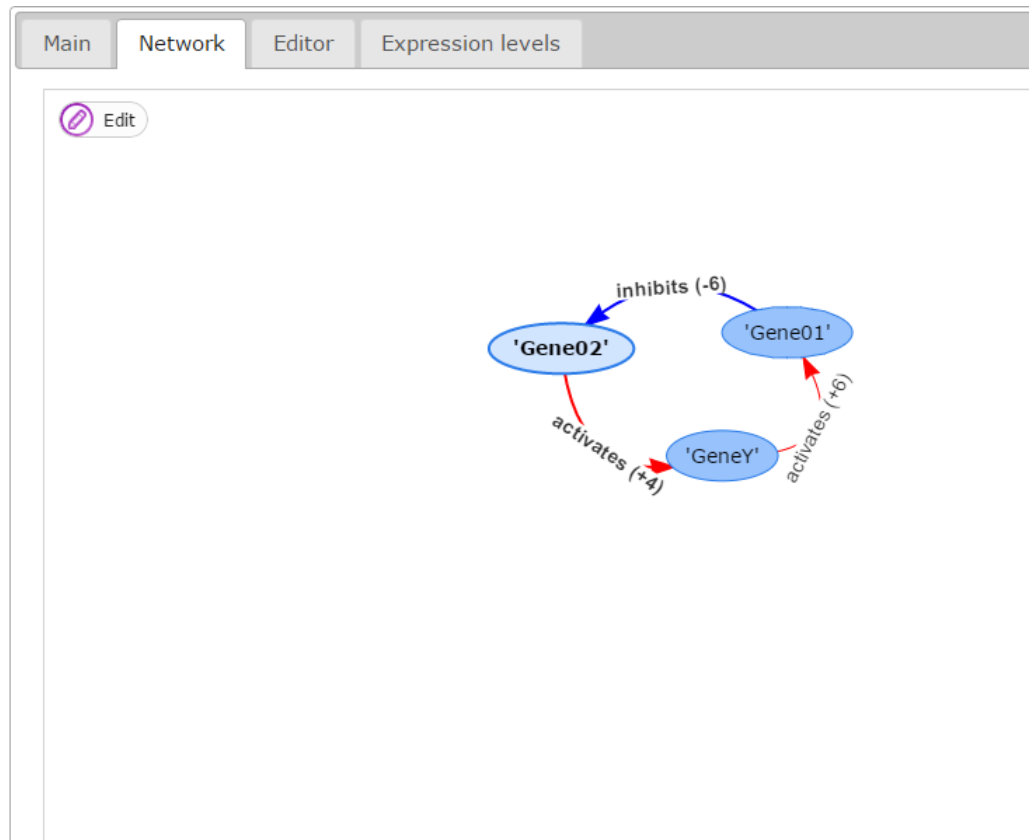 Main Network Editor Expression levels
Edit
inhibits (-6)
'Gene01'
'Gene02'
activates (+6)
activates (+4)
'GeneY'